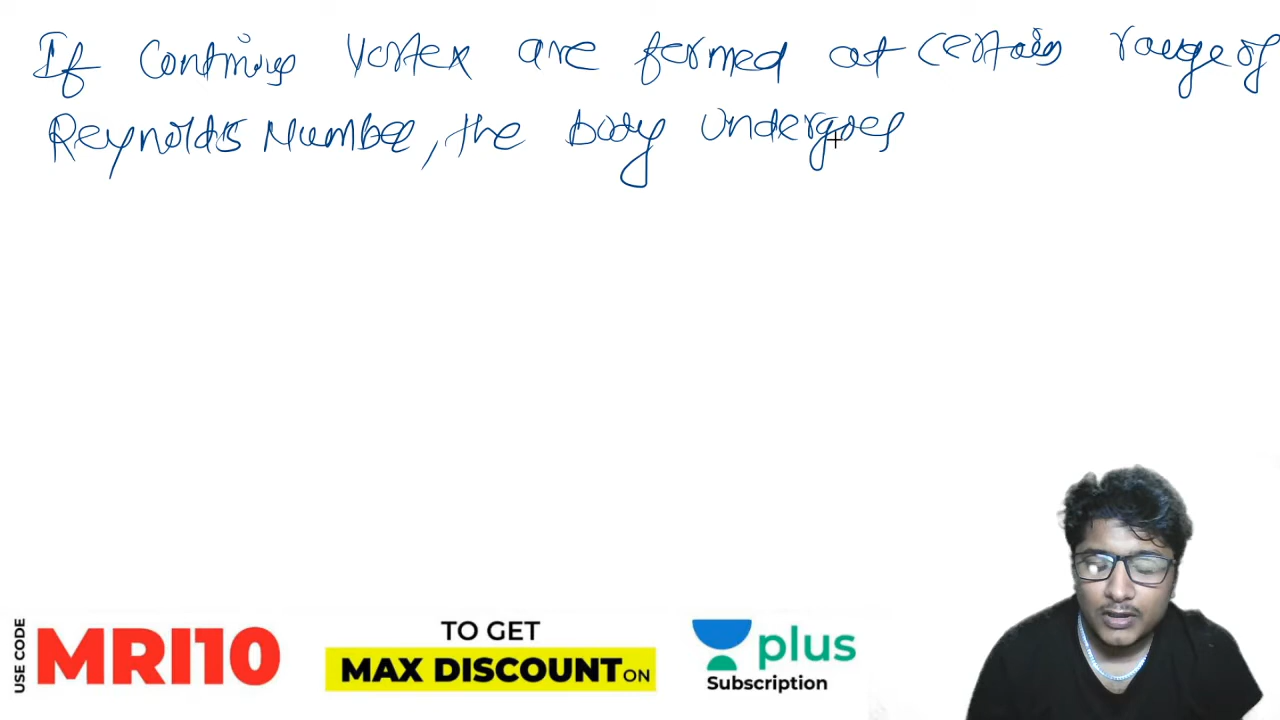 If Continuos Vortex are formed at certain range of
Reynolds Number, the body undergoes
USE CODE
MRI10
TO GET
MAX DISCOUNT ON
plus
Subscription